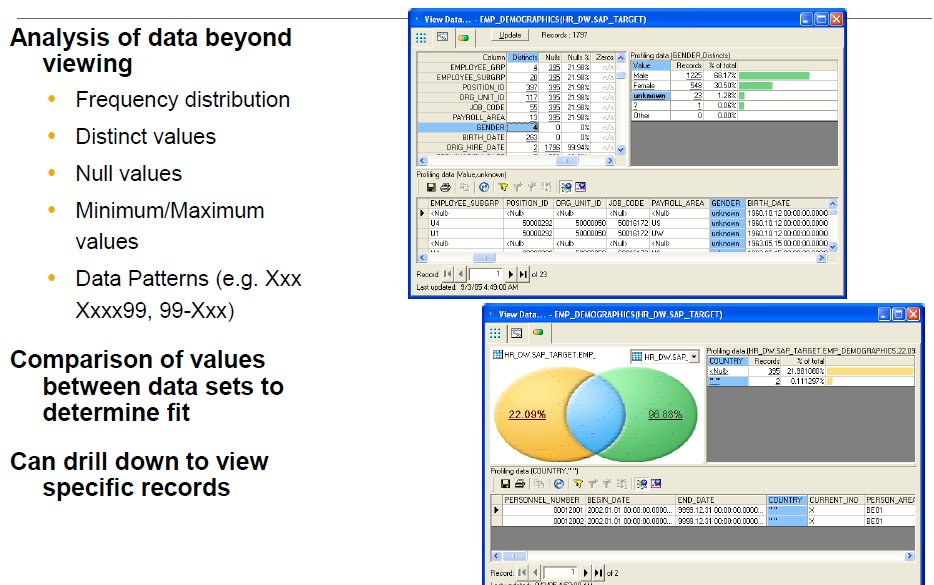 Analysis of data beyond
viewing
• Frequency distribution
• Distinct values
• Null values
• Minimum/Maximum
values
• Data Patterns (e.g. Xxx
Xxxx99, 99-Xxx)
Comparison of values
between data sets to
determine fit
Can drill down to view
specific records
View Data... - EMP_DEMOGRAPHICS(HR_DW.SAP_TARGET)
Update Records : 1797
Column Distincts Nulls Nulls % Zeros
EMPLOYEE_GRP 4 395 21.98% n/a
EMPLOYEE_SUBGRP 20 395 21.98% n/a
POSITION_ID 397 395 21.98% n/a
ORG_UNIT_ID 117 395 21.98% n/a
JOB_CODE 55 395 21.98% n/a
PAYROLL_AREA 13 395 21.98% n/a
GENDER 4 0 0% n/a
BIRTH_DATE 263 0 0% n/a
ORIG_HIRE_DATE 2 1796 99.94% n/a
Profiling data (GENDER,Distincts)
Value Records % of total
Male 1225 68.17%
Female 548 30.50%
unknown 23 1.28%
? 1 0.06%
Other 0 0.00%
Profiling data (Value,unknown)
EMPLOYEE_SUBGRP POSITION_ID ORG_UNIT_ID JOB_CODE PAYROLL_AREA GENDER BIRTH_DATE
<Null> <Null> <Null> <Null> <Null> unknown 1960.10.12 00:00:00.0000
U4 50000292 50000050 50016172 US unknown 1960.10.12 00:00:00.0000
U1 50000292 50000050 50016172 UW unknown 1960.10.12 00:00:00.0000
<Null> <Null> <Null> <Null> <Null> unknown 1963.05.15 00:00:00.0000
Record: 1 of 23
Last updated: 9/3/05 4:49:00 AM
View Data... - EMP_DEMOGRAPHICS(HR_DW.SAP_TARGET)
HR_DW.SAP_TARGET.EMP_ HR_DW.SAP_
22.09% 96.88%
Profiling data (HR_DW.SAP_TARGET.EMP_DEMOGRAPHICS,22.09
COUNTRY Records % of total
<Null> 395 21.981080%
" " 2 0.111297%
Profiling data (COUNTRY," ")
PERSONNEL_NUMBER BEGIN_DATE END_DATE COUNTRY CURRENT_IND PERSON_AREA
00012001 2002.01.01 00:00:00.0000... 9999.12.31 00:00:00.0000... " " X BE01
00012002 2002.01.01 00:00:00.0000... 9999.12.31 00:00:00.0000... " " X BE01
Record: 1 of 2